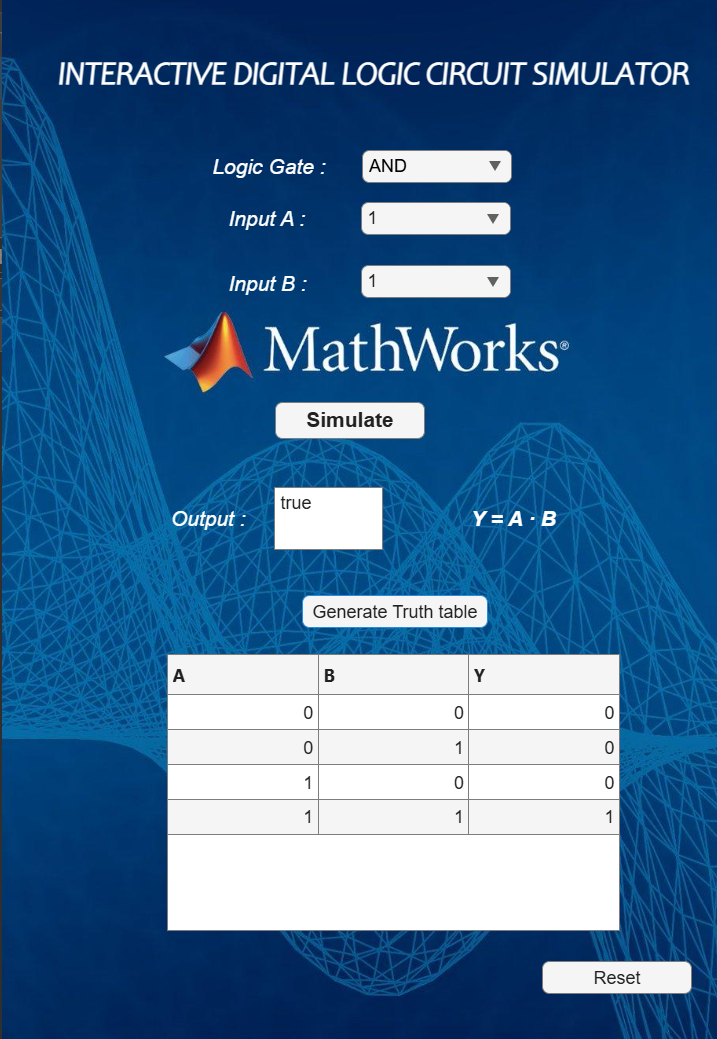 INTERACTIVE DIGITAL LOGIC CIRCUIT SIMULATOR
Logic Gate : AND
Input A : 1
Input B : 1
MathWorks®
Simulate
Output : true Y = A · B
Generate Truth table
A B Y
0 0 0
0 1 0
1 0 0
1 1 1
Reset